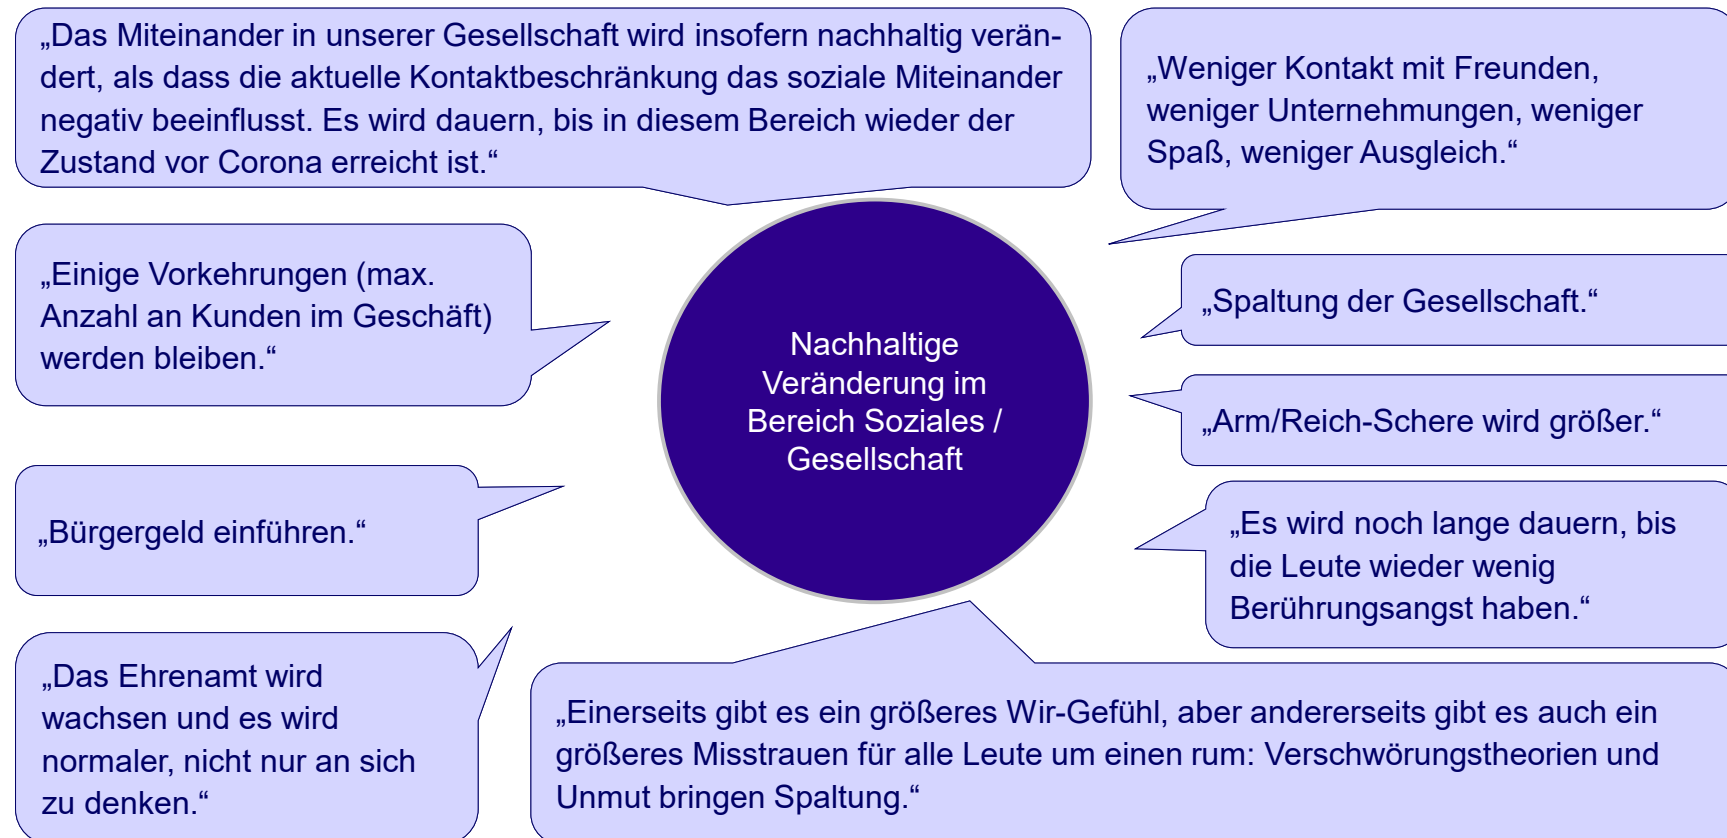 „Das Miteinander in unserer Gesellschaft wird insofern nachhaltig verän-
dert, als dass die aktuelle Kontaktbeschränkung das soziale Miteinander
negativ beeinflusst. Es wird dauern, bis in diesem Bereich wieder der
Zustand vor Corona erreicht ist.“
„Weniger Kontakt mit Freunden,
weniger Unternehmungen, weniger
Spaß, weniger Ausgleich.“
„Einige Vorkehrungen (max.
Anzahl an Kunden im Geschäft)
werden bleiben.“
„Spaltung der Gesellschaft.“
Nachhaltige
Veränderung im
Bereich Soziales /
Gesellschaft
„Arm/Reich-Schere wird größer.“
„Bürgergeld einführen.“
„Es wird noch lange dauern, bis
die Leute wieder wenig
Berührungsangst haben.“
„Das Ehrenamt wird
wachsen und es wird
normaler, nicht nur an sich
zu denken.“
„Einerseits gibt es ein größeres Wir-Gefühl, aber andererseits gibt es auch ein
größeres Misstrauen für alle Leute um einen rum: Verschwörungstheorien und
Unmut bringen Spaltung.“